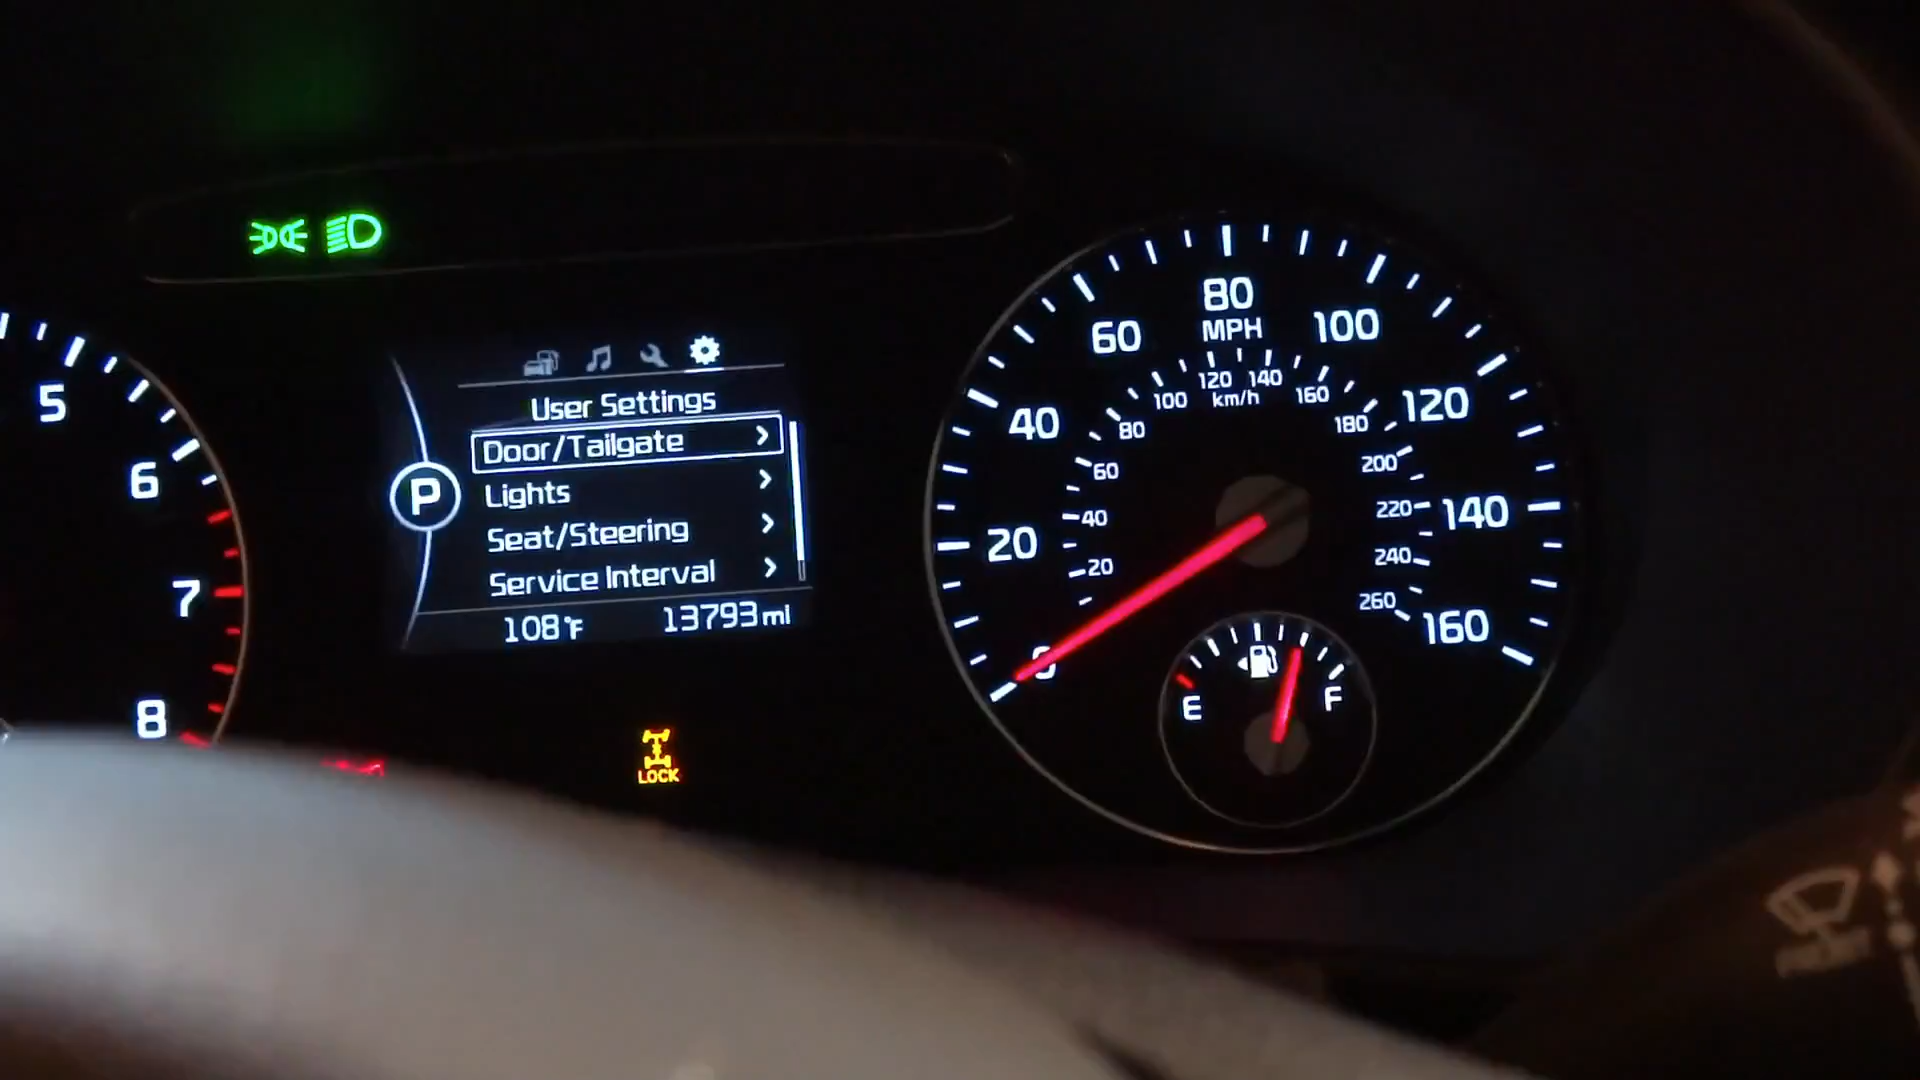 5
6
7
8
P
User Settings
Door/Tailgate
Lights
Seat/Steering
Service Interval
108°F 13793mi
LOCK
0
20
40
60
80
MPH
100
120
140
160
20
40
60
80
100
120
km/h
140
160
180
200
220
240
260
E F